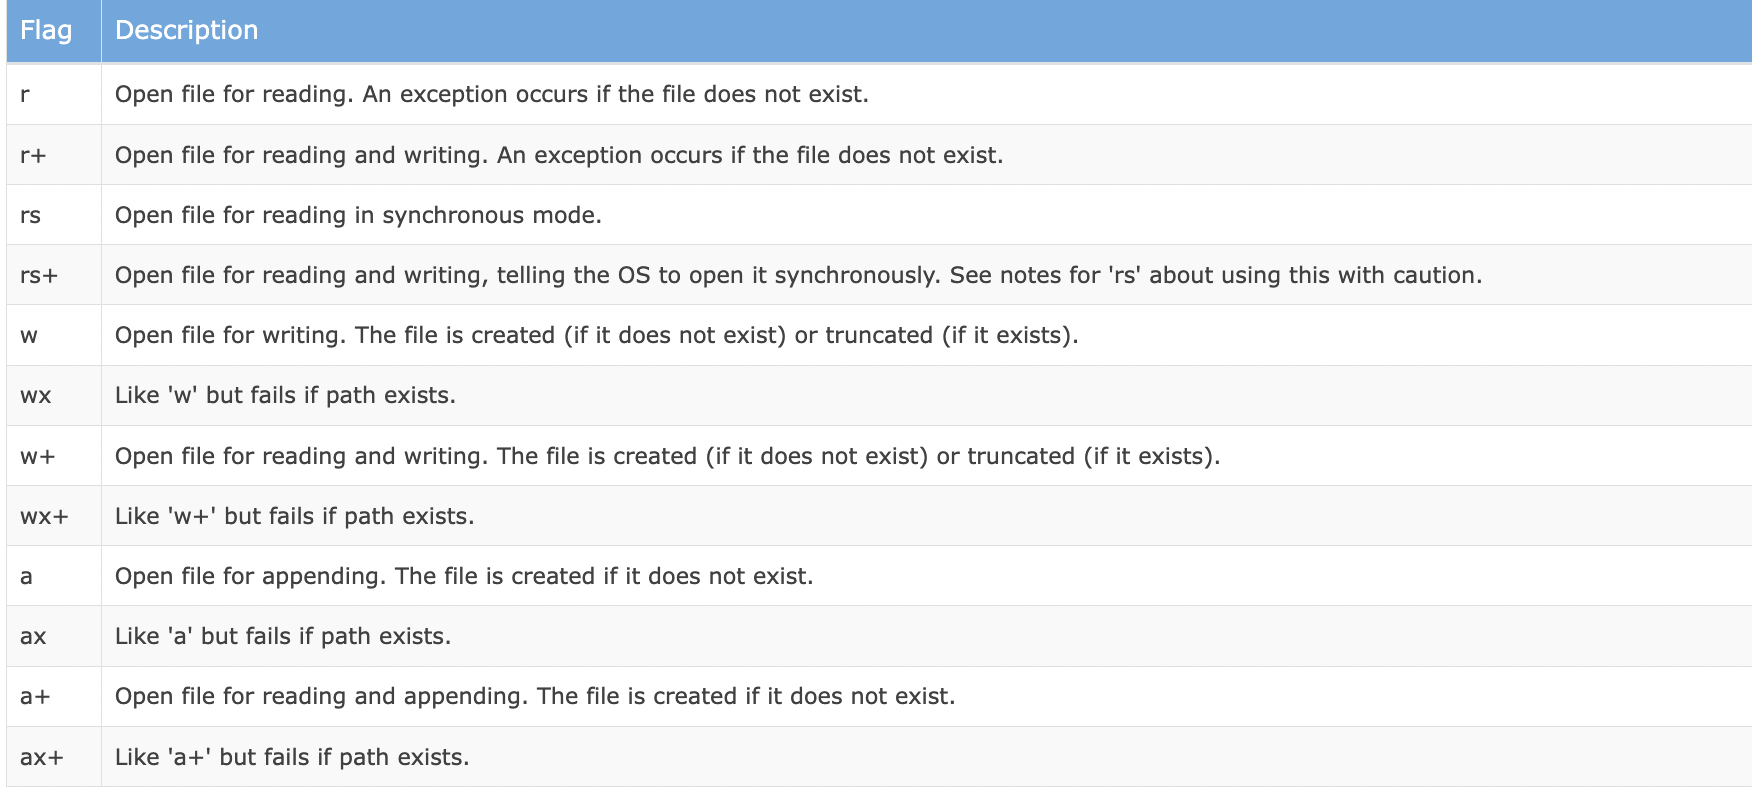 Flag Description
r Open file for reading. An exception occurs if the file does not exist.
r+ Open file for reading and writing. An exception occurs if the file does not exist.
rs Open file for reading in synchronous mode.
rs+ Open file for reading and writing, telling the OS to open it synchronously. See notes for 'rs' about using this with caution.
w Open file for writing. The file is created (if it does not exist) or truncated (if it exists).
wx Like 'w' but fails if path exists.
w+ Open file for reading and writing. The file is created (if it does not exist) or truncated (if it exists).
wx+ Like 'w+' but fails if path exists.
a Open file for appending. The file is created if it does not exist.
ax Like 'a' but fails if path exists.
a+ Open file for reading and appending. The file is created if it does not exist.
ax+ Like 'a+' but fails if path exists.